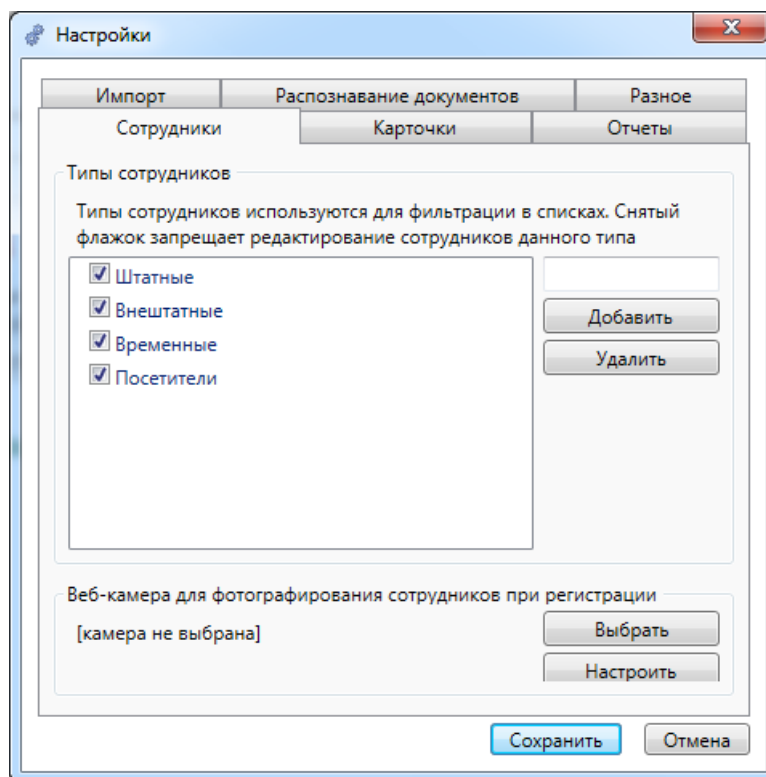 Настройки
Импорт
Распознавание документов
Разное
Сотрудники
Карточки
Отчеты
Типы сотрудников
Типы сотрудников используются для фильтрации в списках. Снятый
флажок запрещает редактирование сотрудников данного типа
Штатные
Внештатные
Временные
Посетители
Добавить
Удалить
Веб-камера для фотографирования сотрудников при регистрации
[камера не выбрана]
Выбрать
Настроить
Сохранить
Отмена